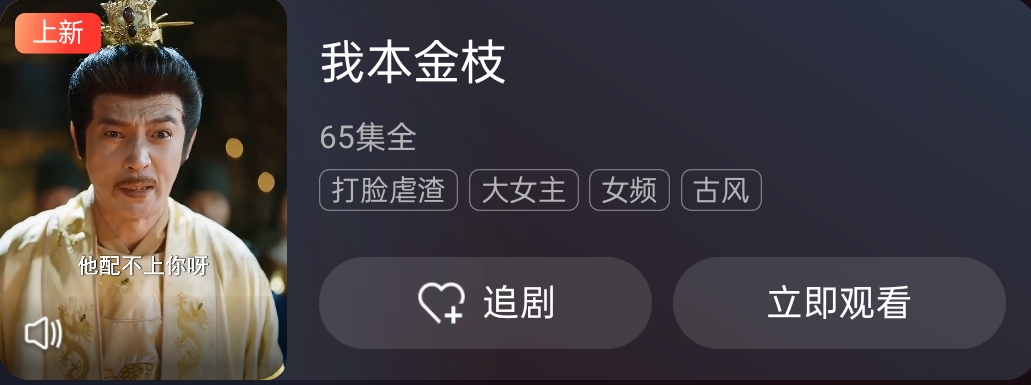 上新
我本金枝
65集全
打脸虐渣 大女主 女频 古风
他配不上你呀
追剧 立即观看